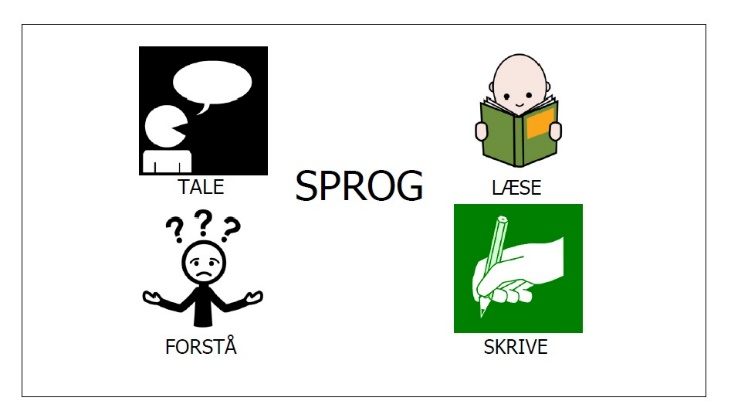 TALE
SPROG
LÆSE
? ? ?
FORSTÅ
SKRIVE